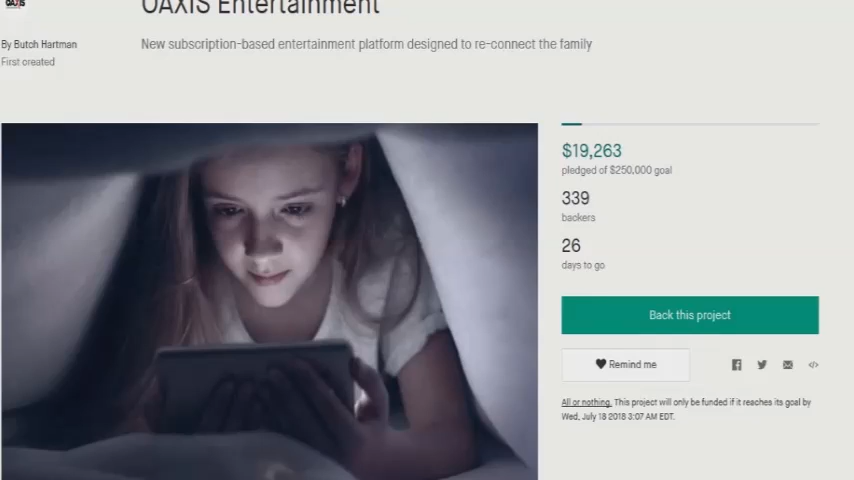 OAXIS
OAXIS Entertainment
By Butch Hartman
First created
New subscription-based entertainment platform designed to re-connect the family
$19,263
pledged of $250,000 goal
339
backers
26
days to go
Back this project
Remind me
All or nothing. This project will only be funded if it reaches its goal by
Wed, July 18 2018 3:07 AM EDT.